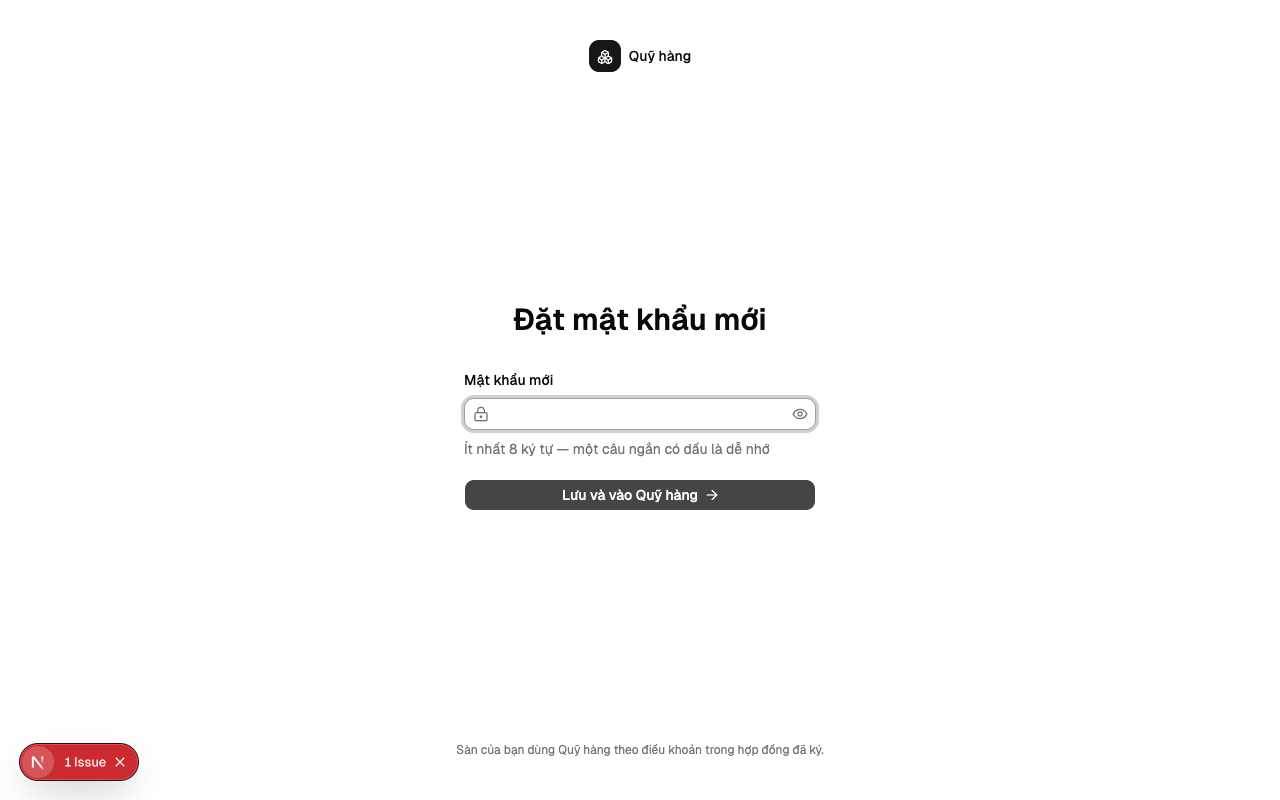 Quỹ hàng
Đặt mật khẩu mới
Mật khẩu mới
Ít nhất 8 ký tự — một câu ngắn có dấu là dễ nhớ
Lưu và vào Quỹ hàng →
Sàn của bạn dùng Quỹ hàng theo điều khoản trong hợp đồng đã ký.
N 1 Issue